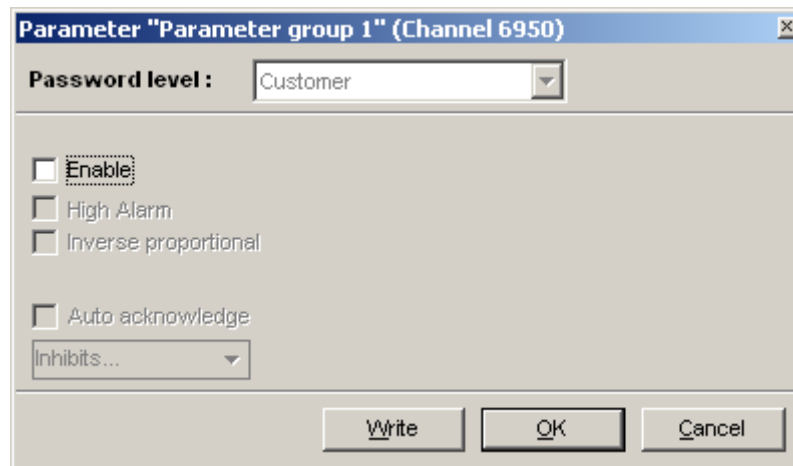 Parameter "Parameter group 1" (Channel 6950)
Password level :
Customer
Enable
High Alarm
Inverse proportional
Auto acknowledge
Inhibits...
Write
OK
Cancel